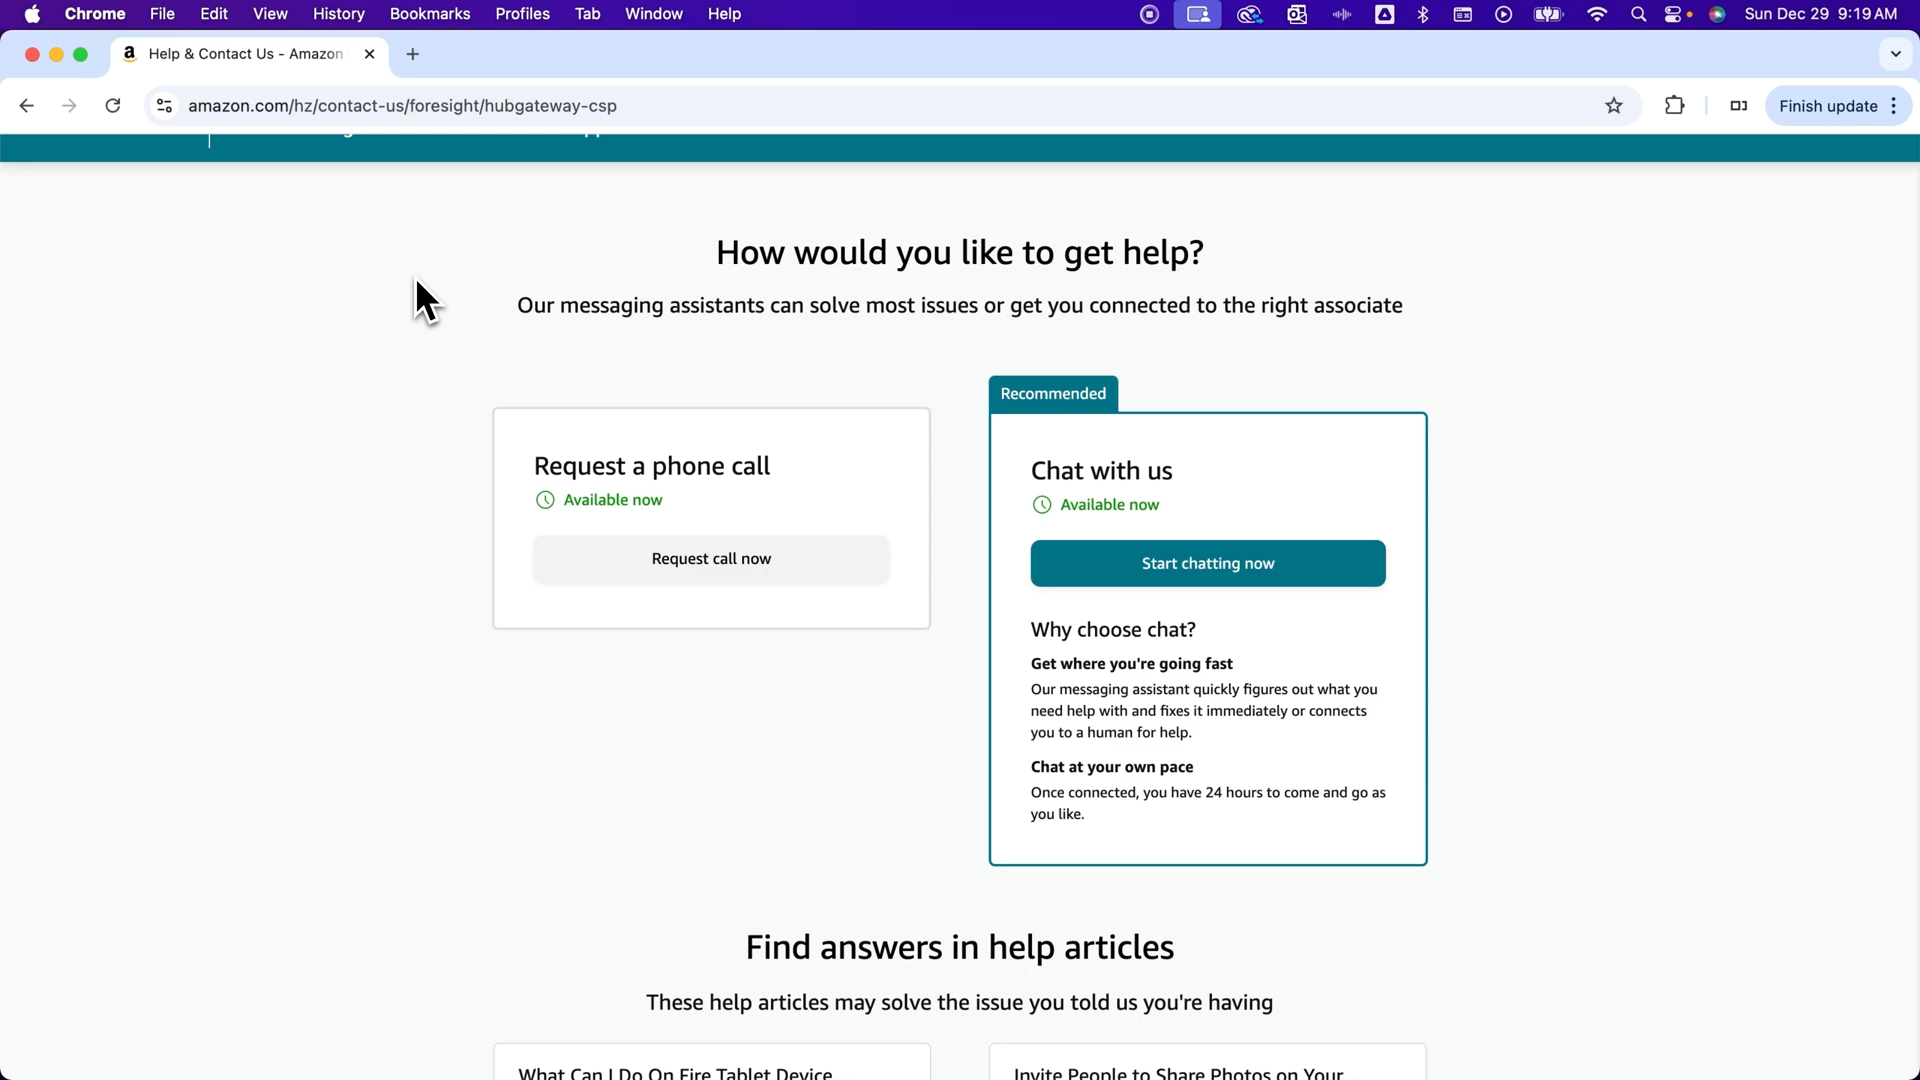 Chrome File Edit View History Bookmarks Profiles Tab Window Help Sun Dec 29 9:19 AM
Help & Contact Us - Amazon
amazon.com/hz/contact-us/foresight/hubgateway-csp Finish update
How would you like to get help?
Our messaging assistants can solve most issues or get you connected to the right associate
Recommended
Request a phone call
Available now
Request call now
Chat with us
Available now
Start chatting now
Why choose chat?
Get where you're going fast
Our messaging assistant quickly figures out what you
need help with and fixes it immediately or connects
you to a human for help.
Chat at your own pace
Once connected, you have 24 hours to come and go as
you like.
Find answers in help articles
These help articles may solve the issue you told us you're having
What Can I Do On Fire Tablet Device...
Invite People to Share Photos on Your...